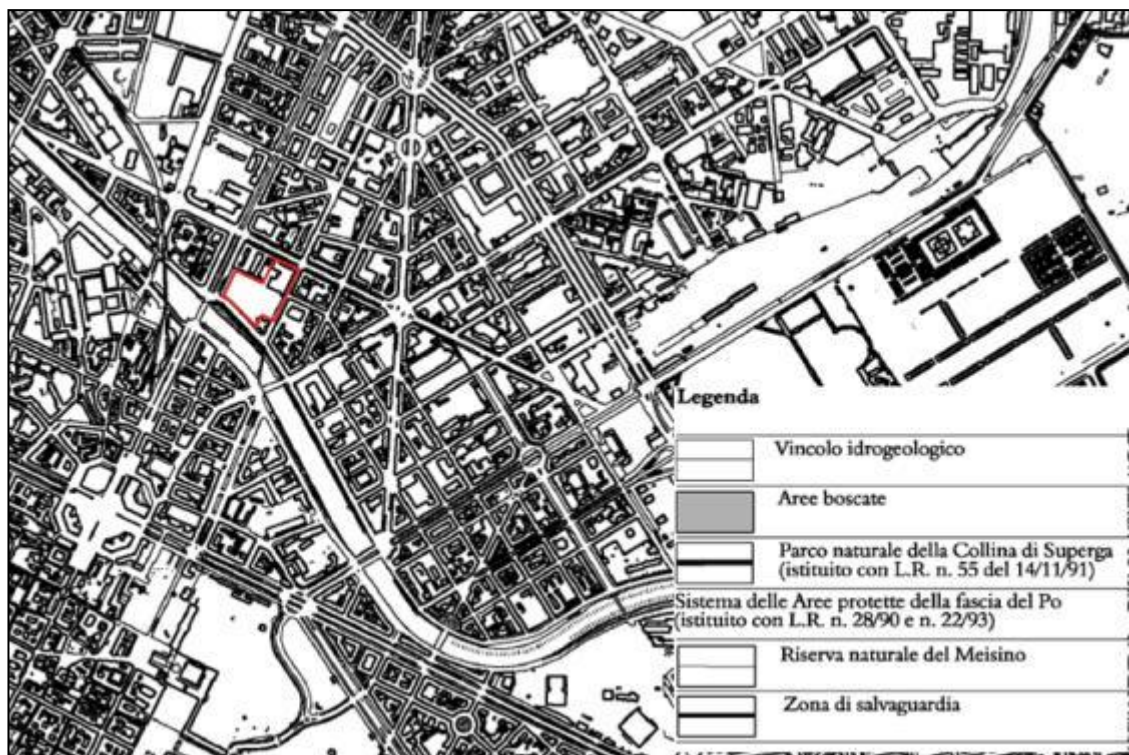 Legenda
Vincolo idrogeologico
Aree boscate
Parco naturale della Collina di Superga
(istituito con L.R. n. 55 del 14/11/91)
Sistema delle Aree protette della fascia del Po
(istituito con L.R. n. 28/90 e n. 22/93)
Riserva naturale del Meisino
Zona di salvaguardia